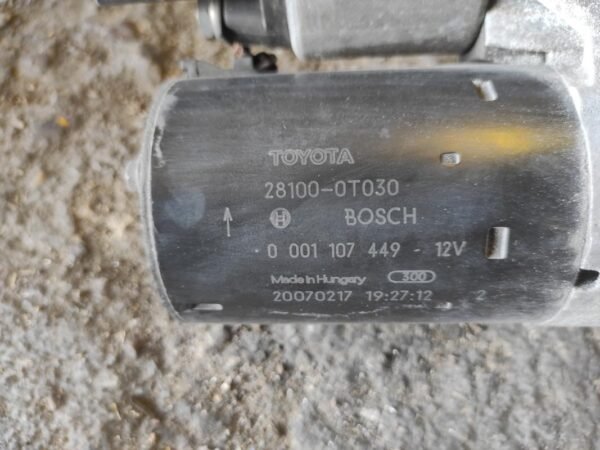 TOYOTA
28100-0T030
BOSCH
0 001 107 449 - 12V
Made in Hungary 300
20070217 19:27:12 2